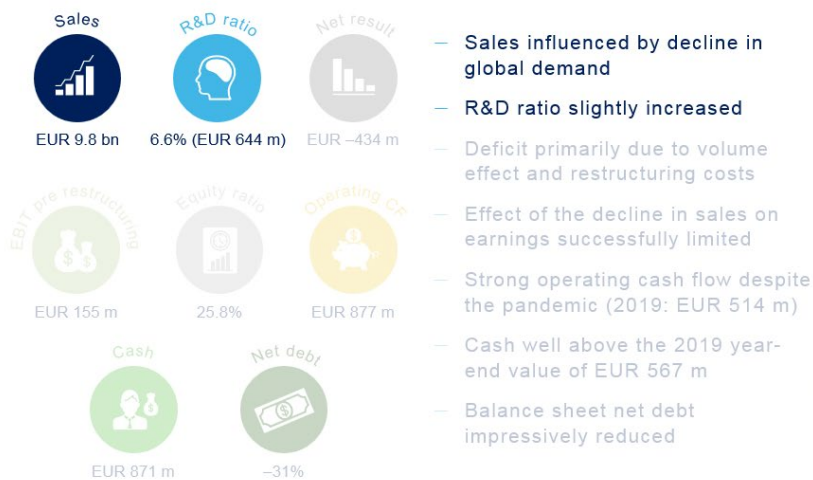 Sales
R&D ratio
Net result
EUR 9.8 bn
6.6% (EUR 644 m)
EUR –434 m
EBIT pre restructuring
Equity ratio
Operating CF
EUR 155 m
25.8%
EUR 877 m
Cash
Net debt
EUR 871 m
–31%
– Sales influenced by decline in
global demand
– R&D ratio slightly increased
– Deficit primarily due to volume
effect and restructuring costs
– Effect of the decline in sales on
earnings successfully limited
– Strong operating cash flow despite
the pandemic (2019: EUR 514 m)
– Cash well above the 2019 year-
end value of EUR 567 m
– Balance sheet net debt
impressively reduced